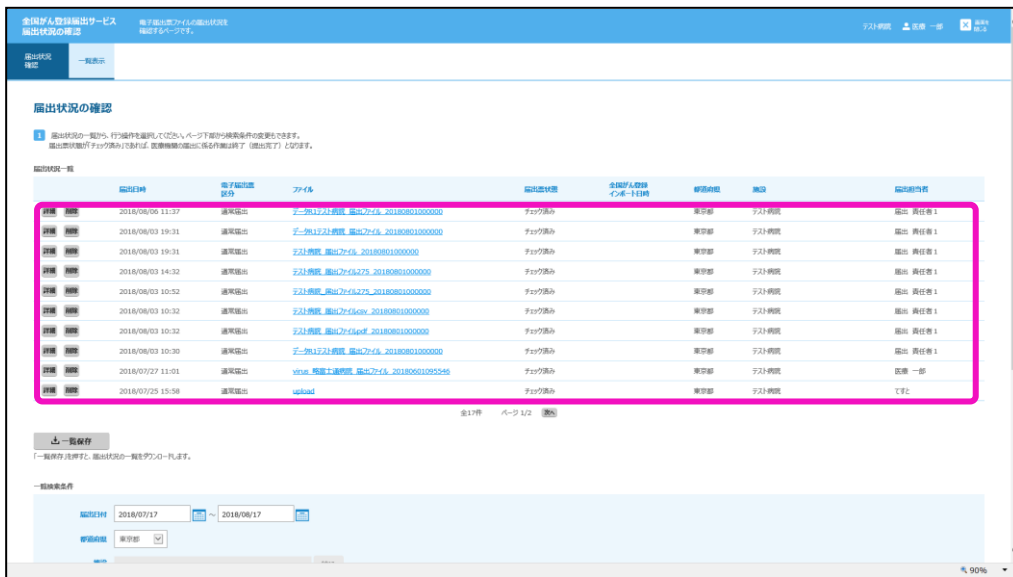 全国がん登録届出サービス
届出状況の確認
電子届出票ファイルの届出状況を
確認するページです。
テスト病院 医療 一郎 画面を
閉じる
届出状況
確認
一覧表示
届出状況の確認
1 届出状況の一覧から、行う操作を選択してください。ページ下部から検索条件の変更もできます。
届出票状態が「チェック済み」であれば、医療機関の届出に係る作業は終了(提出完了)となります。
届出状況一覧
届出日時 電子届出票
区分 ファイル 届出票状態 全国がん登録
インポート日時 都道府県 施設 届出担当者
詳細 削除 2018/08/06 11:37 通常届出 データR1テスト病院_届出ファイル_20180801000000 チェック済み 東京都 テスト病院 届出 責任者1
詳細 削除 2018/08/03 19:31 通常届出 データR1テスト病院_届出ファイル_20180801000000 チェック済み 東京都 テスト病院 届出 責任者1
詳細 削除 2018/08/03 19:31 通常届出 テスト病院_届出ファイル_20180801000000 チェック済み 東京都 テスト病院 届出 責任者1
詳細 削除 2018/08/03 14:32 通常届出 テスト病院_届出ファイル275_20180801000000 チェック済み 東京都 テスト病院 届出 責任者1
詳細 削除 2018/08/03 10:52 通常届出 テスト病院_届出ファイル275_20180801000000 チェック済み 東京都 テスト病院 届出 責任者1
詳細 削除 2018/08/03 10:32 通常届出 テスト病院_届出ファイルcsv_20180801000000 チェック済み 東京都 テスト病院 届出 責任者1
詳細 削除 2018/08/03 10:32 通常届出 テスト病院_届出ファイルpdf_20180801000000 チェック済み 東京都 テスト病院 届出 責任者1
詳細 削除 2018/08/03 10:30 通常届出 データR1テスト病院_届出ファイル_20180801000000 チェック済み 東京都 テスト病院 届出 責任者1
詳細 削除 2018/07/27 11:01 通常届出 virus_略富士通病院_届出ファイル_20180601095546 チェック済み 東京都 テスト病院 医療 一郎
詳細 削除 2018/07/25 15:58 通常届出 upload チェック済み 東京都 テスト病院 てすと
全17件 ページ 1/2 次へ
一覧保存
「一覧保存」を押すと、届出状況の一覧をダウンロードします。
一覧検索条件
届出日付 2018/07/17 ~ 2018/08/17
都道府県 東京都
90%